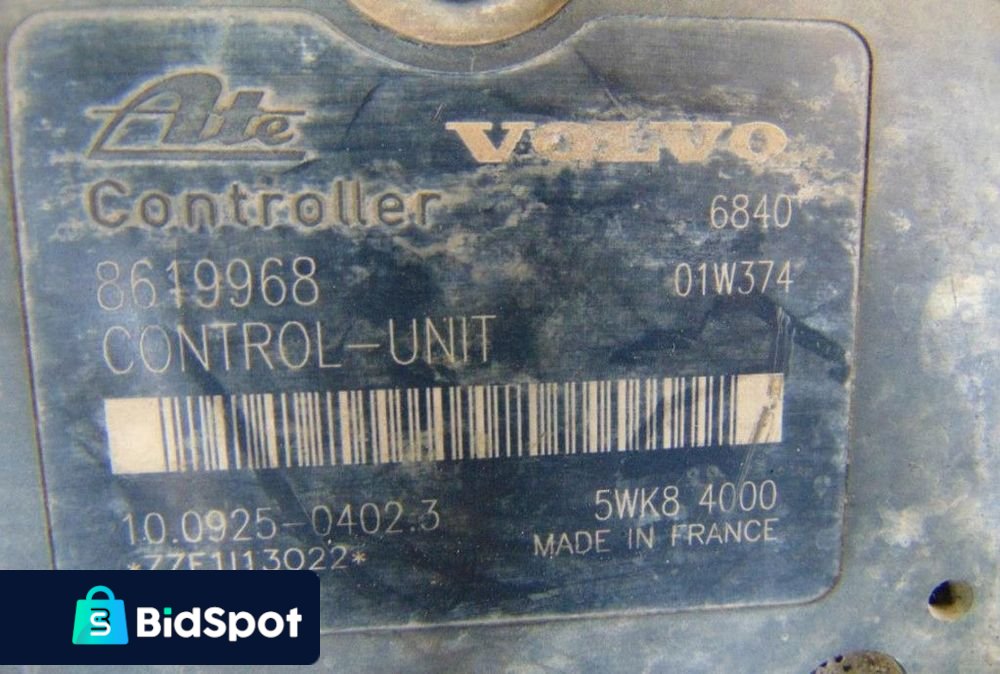 Ate VOLVO
Controller 6840
8619968 01W374
CONTROL-UNIT
10.0925-0402.3 5WK8 4000
MADE IN FRANCE
BidSpot